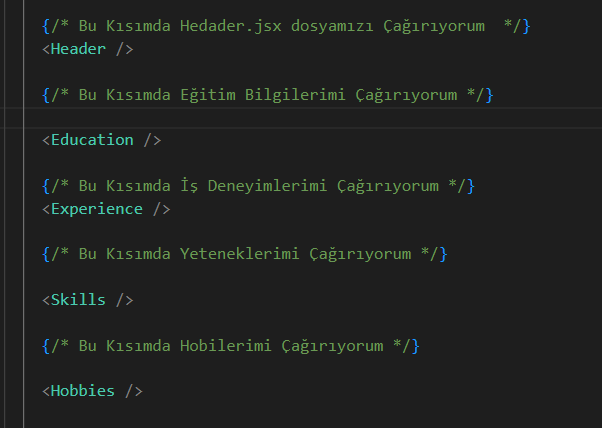 {/* Bu Kısımda Hedader.jsx dosyamızı Çağırıyorum  */}
<Header />
{/* Bu Kısımda Eğitim Bilgilerimi Çağırıyorum */}
<Education />
{/* Bu Kısımda İş Deneyimlerimi Çağırıyorum */}
<Experience />
{/* Bu Kısımda Yeteneklerimi Çağırıyorum */}
<Skills />
{/* Bu Kısımda Hobilerimi Çağırıyorum */}
<Hobbies />